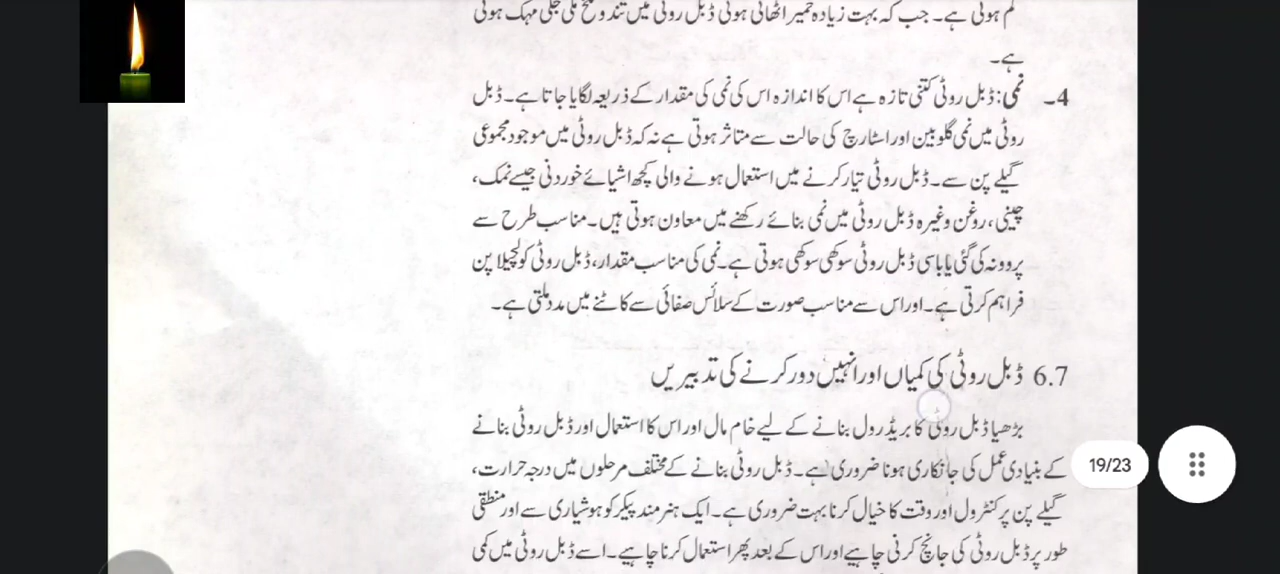 کم ہوتی ہے۔ جب کہ بہت زیادہ خمیر اٹھائی ہوئی ڈبل روٹی میں تند و تلخ ملی جلی مہک ہوتی
ہے۔
4۔ نمی: ڈبل روٹی کتنی تازہ ہے اس کا اندازہ اس کی نمی کی مقدار کے ذریعہ لگایا جاتا ہے۔ ڈبل
روٹی میں نمی گلوبین اور اسٹارچ کی حالت سے متاثر ہوتی ہے نہ کہ ڈبل روٹی میں موجود مجموعی
گیلے پن سے۔ ڈبل روٹی تیار کرنے میں استعمال ہونے والی کچھ اشیائے خوردنی جیسے نمک،
چینی، روغن وغیرہ ڈبل روٹی میں نمی بنائے رکھنے میں معاون ہوتی ہیں۔ مناسب طرح سے
پروو نہ کی گئی یا باسی ڈبل روٹی سوکھی سوکھی ہوتی ہے۔ نمی کی مناسب مقدار، ڈبل روٹی کو لچیلا پن
فراہم کرتی ہے۔ اور اس سے مناسب صورت کے سلائس صفائی سے کاٹنے میں مدد ملتی ہے۔
6.7 ڈبل روٹی کی کمیاں اور انہیں دور کرنے کی تدبیریں
بڑھیا ڈبل روٹی کا بریڈ رول بنانے کے لیے خام مال اور اس کا استعمال اور ڈبل روٹی بنانے
کے بنیادی عمل کی جانکاری ہونا ضروری ہے۔ ڈبل روٹی بنانے کے مختلف مرحلوں میں درجہ حرارت،
گیلے پن پر کنٹرول اور وقت کا خیال کرنا بہت ضروری ہے۔ ایک ہنرمند بیکر کو ہوشیاری سے اور منطقی
طور پر ڈبل روٹی کی جانچ کرنی چاہیے اور اس کے بعد پھر استعمال کرنا چاہیے۔ اسے ڈبل روٹی میں کمی
19/23